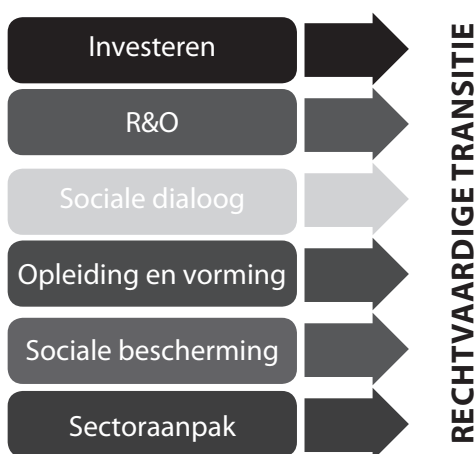 Investeren
R&O
Sociale dialoog
Opleiding en vorming
Sociale bescherming
Sectoraanpak
RECHTVAARDIGE TRANSITIE